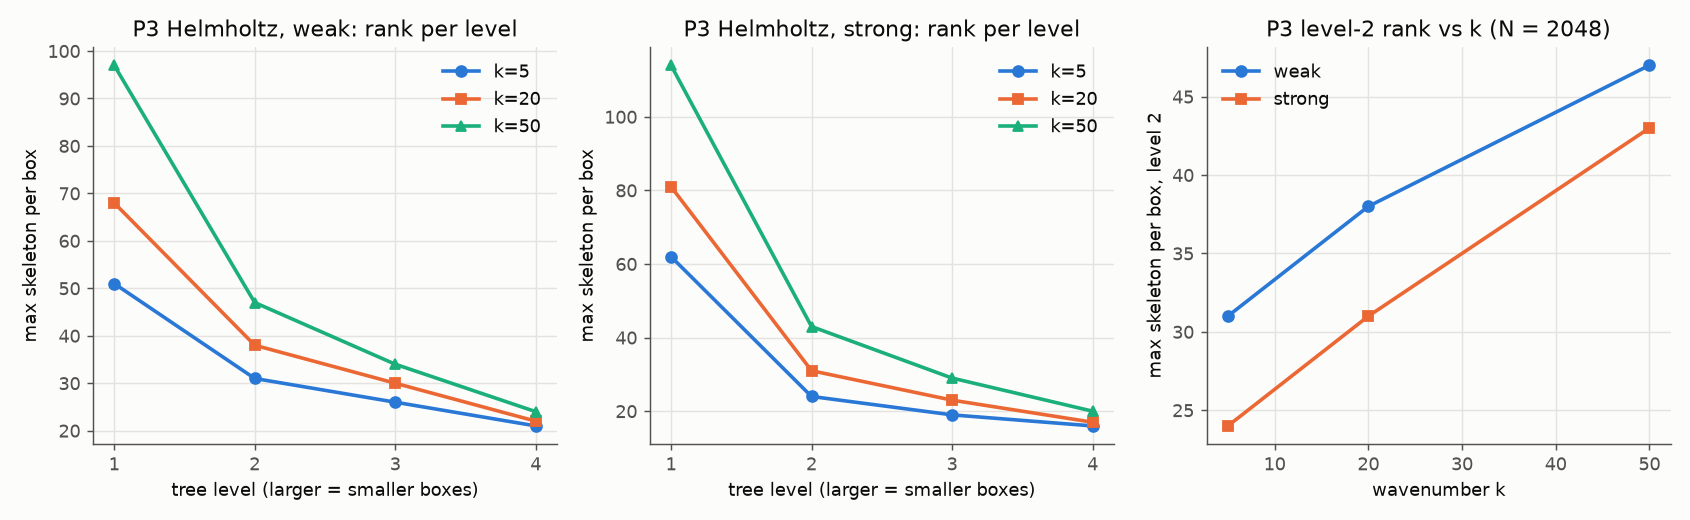 P3 Helmholtz, weak: rank per level
max skeleton per box
100
90
80
70
60
50
40
30
20
k=5
k=20
k=50
1 2 3 4
tree level (larger = smaller boxes)
P3 Helmholtz, strong: rank per level
max skeleton per box
100
80
60
40
20
k=5
k=20
k=50
1 2 3 4
tree level (larger = smaller boxes)
P3 level-2 rank vs k (N = 2048)
max skeleton per box, level 2
45
40
35
30
25
weak
strong
10 20 30 40 50
wavenumber k